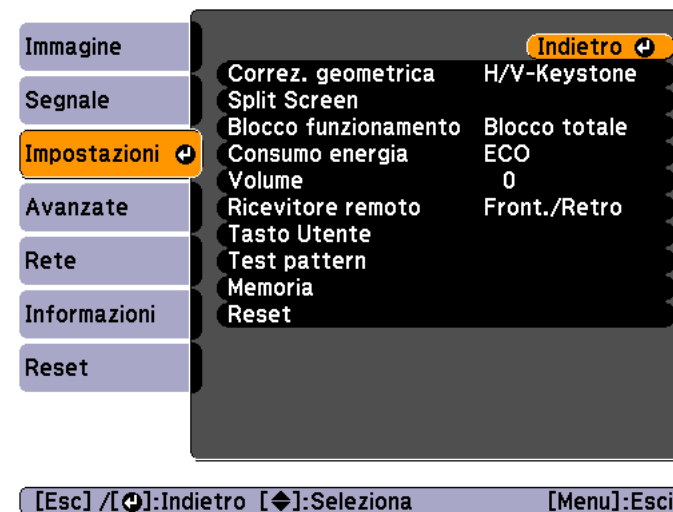 Immagine
Segnale
Impostazioni
Avanzate
Rete
Informazioni
Reset
Indietro
Correz. geometrica H/V-Keystone
Split Screen
Blocco funzionamento Blocco totale
Consumo energia ECO
Volume 0
Ricevitore remoto Front./Retro
Tasto Utente
Test pattern
Memoria
Reset
[Esc] /[⏎]:Indietro [◆]:Seleziona [Menu]:Esci